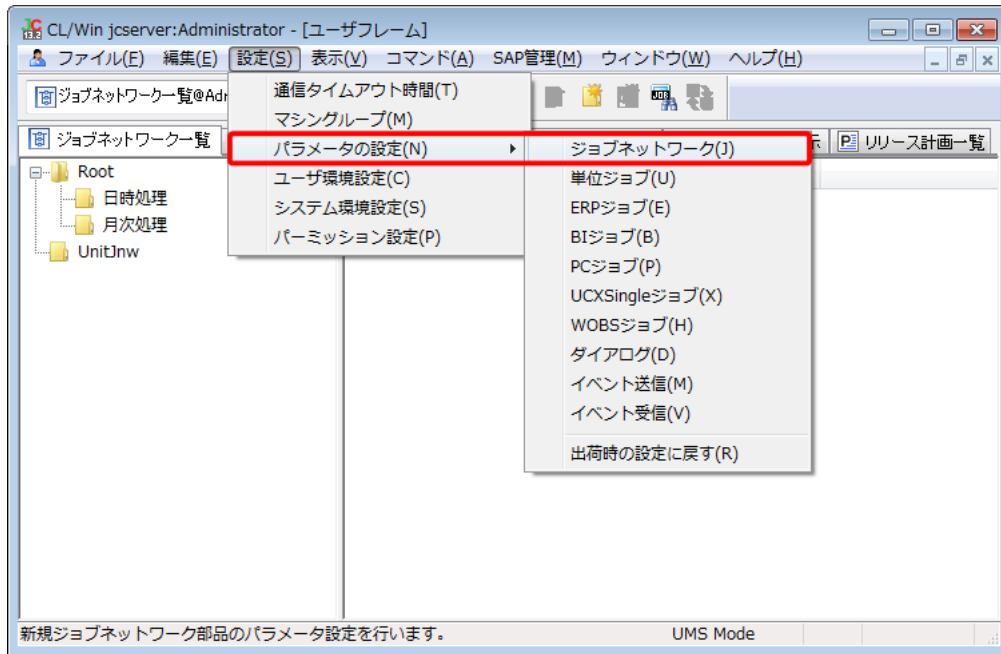 CL/Win jcserver:Administrator - [ユーザフレーム]
ファイル(F) 編集(E) 設定(S) 表示(V) コマンド(A) SAP管理(M) ウィンドウ(W) ヘルプ(H)
ジョブネットワーク一覧@Adr
通信タイムアウト時間(T)
マシングループ(M)
ジョブネットワーク一覧
リリース計画一覧
パラメータの設定(N)
ジョブネットワーク(J)
Root
ユーザ環境設定(C)
単位ジョブ(U)
日時処理
システム環境設定(S)
ERPジョブ(E)
月次処理
パーミッション設定(P)
BIジョブ(B)
UnitJnw
PCジョブ(P)
UCXSingleジョブ(X)
WOBSジョブ(H)
ダイアログ(D)
イベント送信(M)
イベント受信(V)
出荷時の設定に戻す(R)
新規ジョブネットワーク部品のパラメータ設定を行います。 UMS Mode